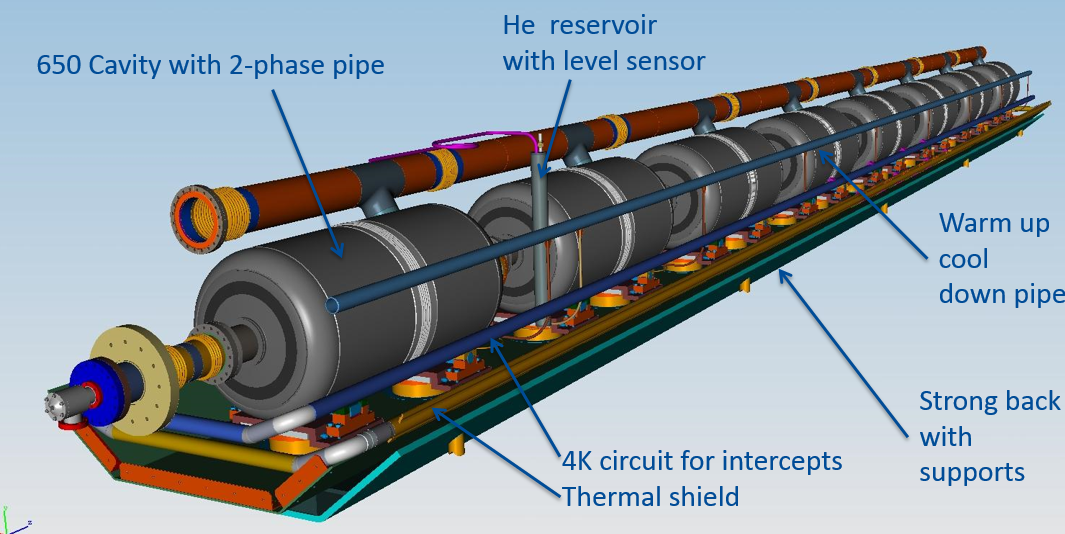 He reservoir
with level sensor
650 Cavity with 2-phase pipe
Warm up
cool
down pipe
Strong back
with
supports
4K circuit for intercepts
Thermal shield